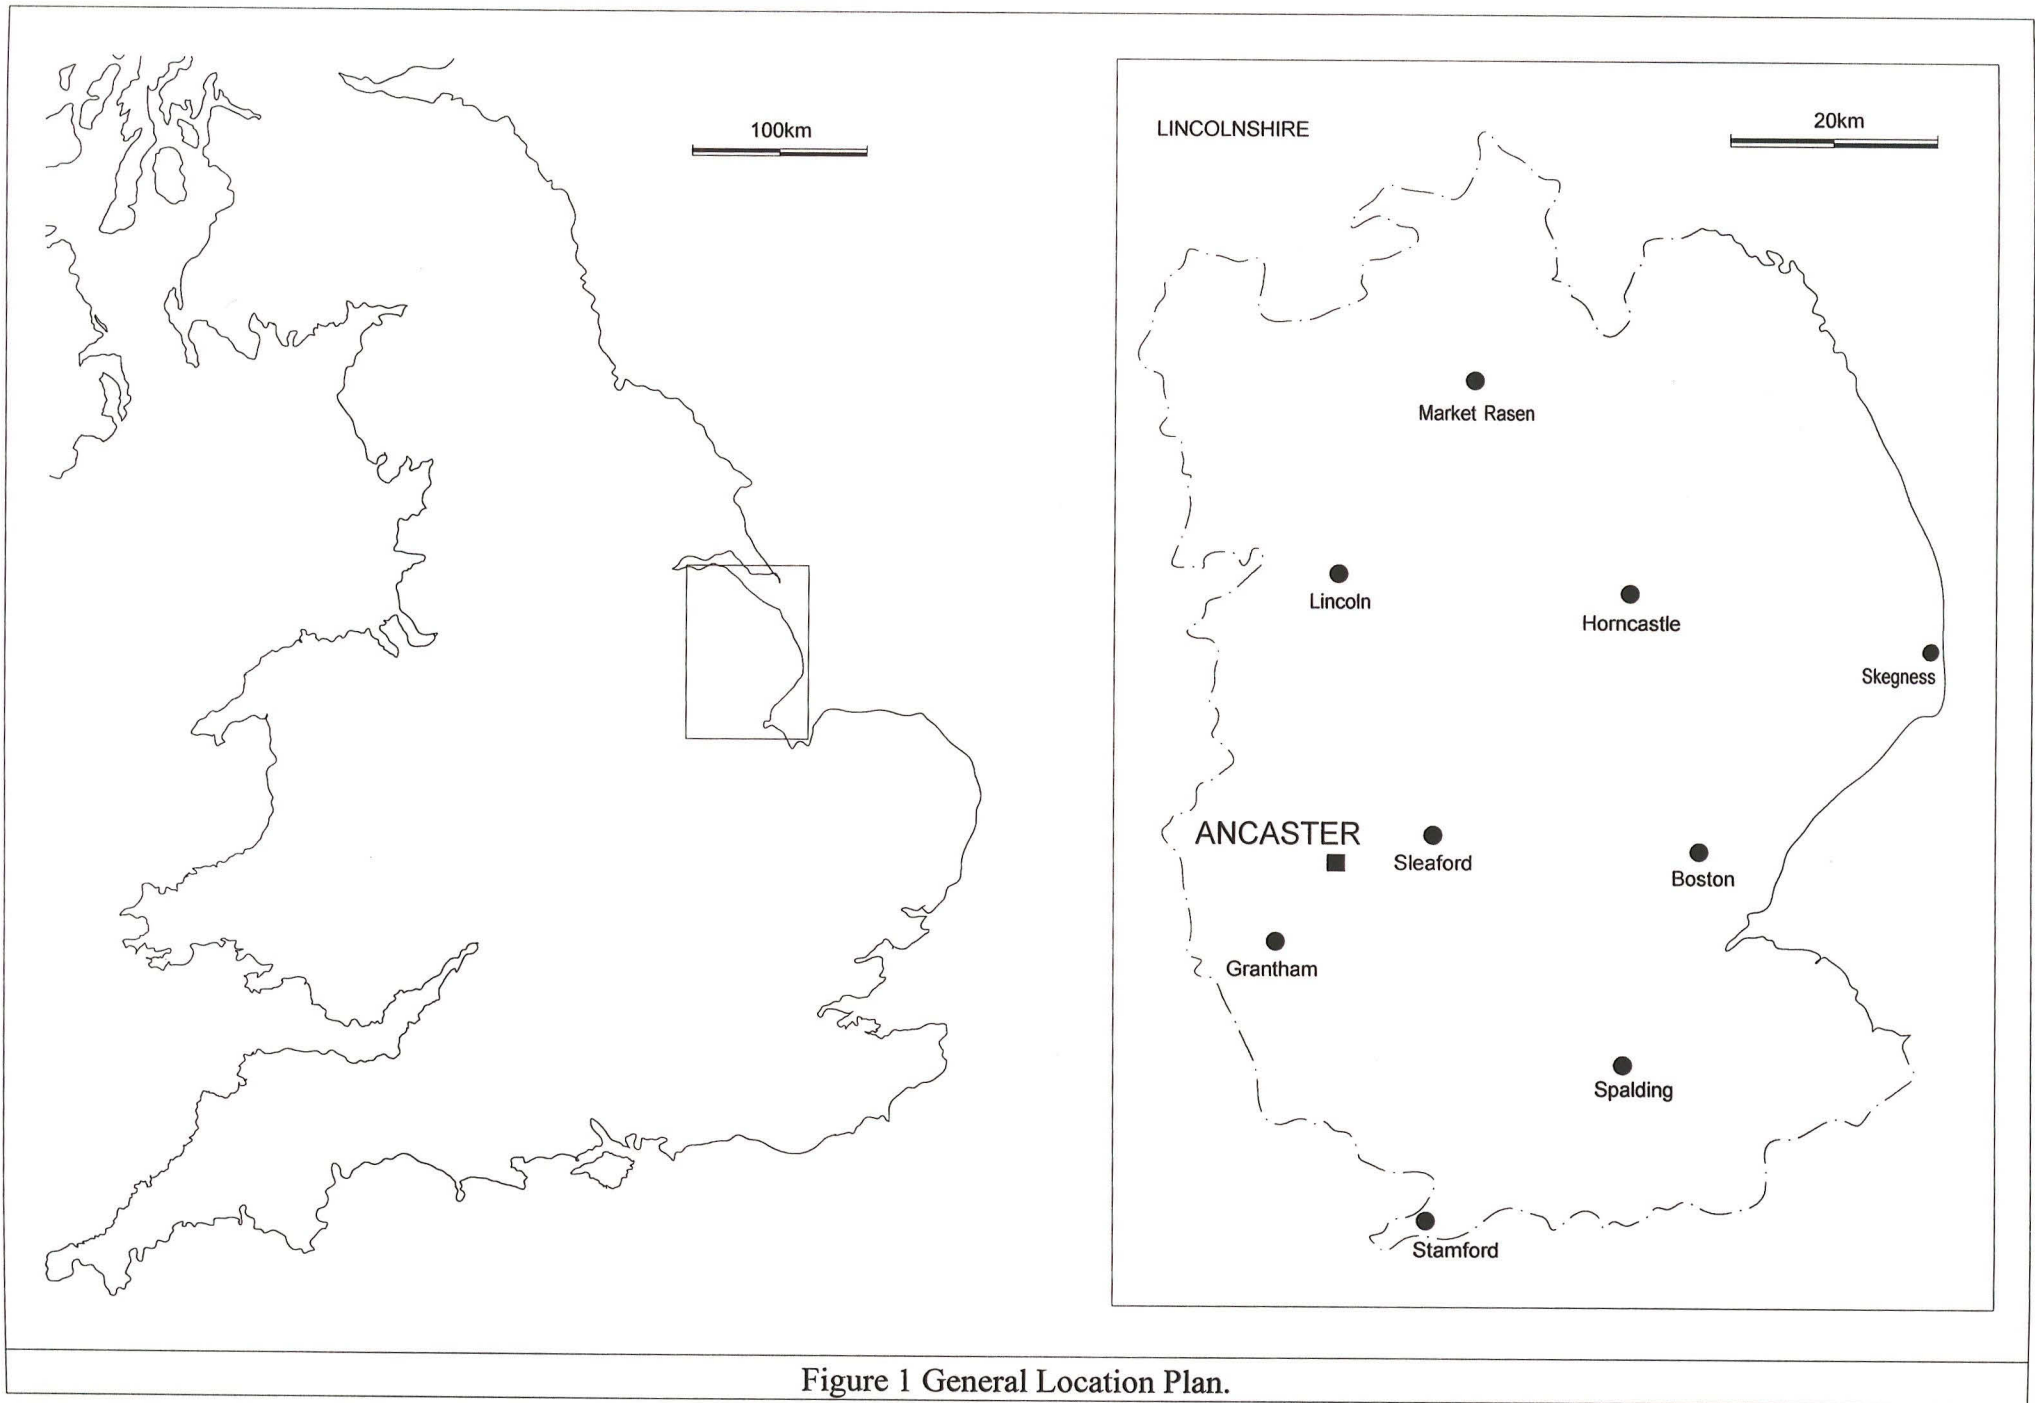 100km
LINCOLNSHIRE
20km
Market Rasen
Lincoln
Horncastle
Skegness
ANCASTER
Sleaford
Boston
Grantham
Spalding
Stamford
Figure 1 General Location Plan.